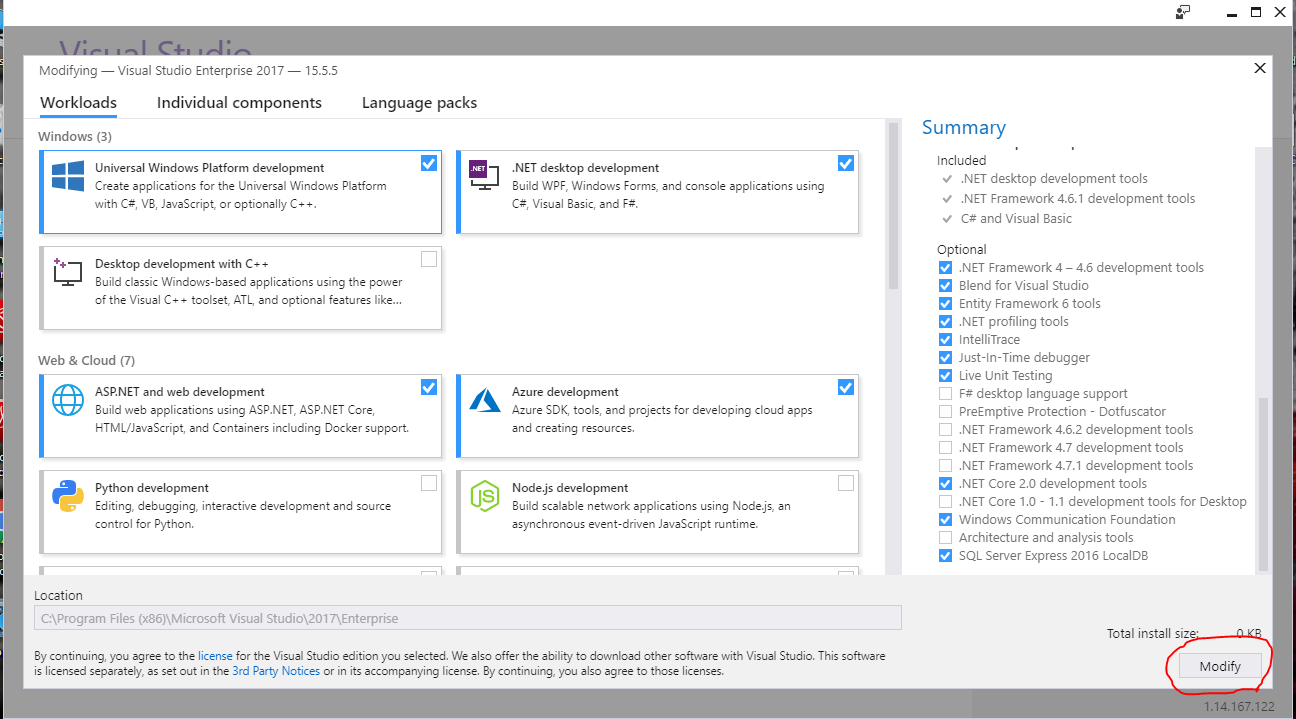 Visual Studio
Modifying — Visual Studio Enterprise 2017 — 15.5.5
Workloads
Individual components
Language packs
Windows (3)
Universal Windows Platform development
Create applications for the Universal Windows Platform
with C#, VB, JavaScript, or optionally C++.
.NET
.NET desktop development
Build WPF, Windows Forms, and console applications using
C#, Visual Basic, and F#.
Desktop development with C++
Build classic Windows-based applications using the power
of the Visual C++ toolset, ATL, and optional features like...
Web & Cloud (7)
ASP.NET and web development
Build web applications using ASP.NET, ASP.NET Core,
HTML/JavaScript, and Containers including Docker support.
Azure development
Azure SDK, tools, and projects for developing cloud apps
and creating resources.
Python development
Editing, debugging, interactive development and source
control for Python.
JS
Node.js development
Build scalable network applications using Node.js, an
asynchronous event-driven JavaScript runtime.
Summary
Included
.NET desktop development tools
.NET Framework 4.6.1 development tools
C# and Visual Basic
Optional
.NET Framework 4 – 4.6 development tools
Blend for Visual Studio
Entity Framework 6 tools
.NET profiling tools
IntelliTrace
Just-In-Time debugger
Live Unit Testing
F# desktop language support
PreEmptive Protection - Dotfuscator
.NET Framework 4.6.2 development tools
.NET Framework 4.7 development tools
.NET Framework 4.7.1 development tools
.NET Core 2.0 development tools
.NET Core 1.0 - 1.1 development tools for Desktop
Windows Communication Foundation
Architecture and analysis tools
SQL Server Express 2016 LocalDB
Location
C:\Program Files (x86)\Microsoft Visual Studio\2017\Enterprise
Total install size: 0 KB
By continuing, you agree to the license for the Visual Studio edition you selected. We also offer the ability to download other software with Visual Studio. This software
is licensed separately, as set out in the 3rd Party Notices or in its accompanying license. By continuing, you also agree to those licenses.
Modify
1.14.167.122